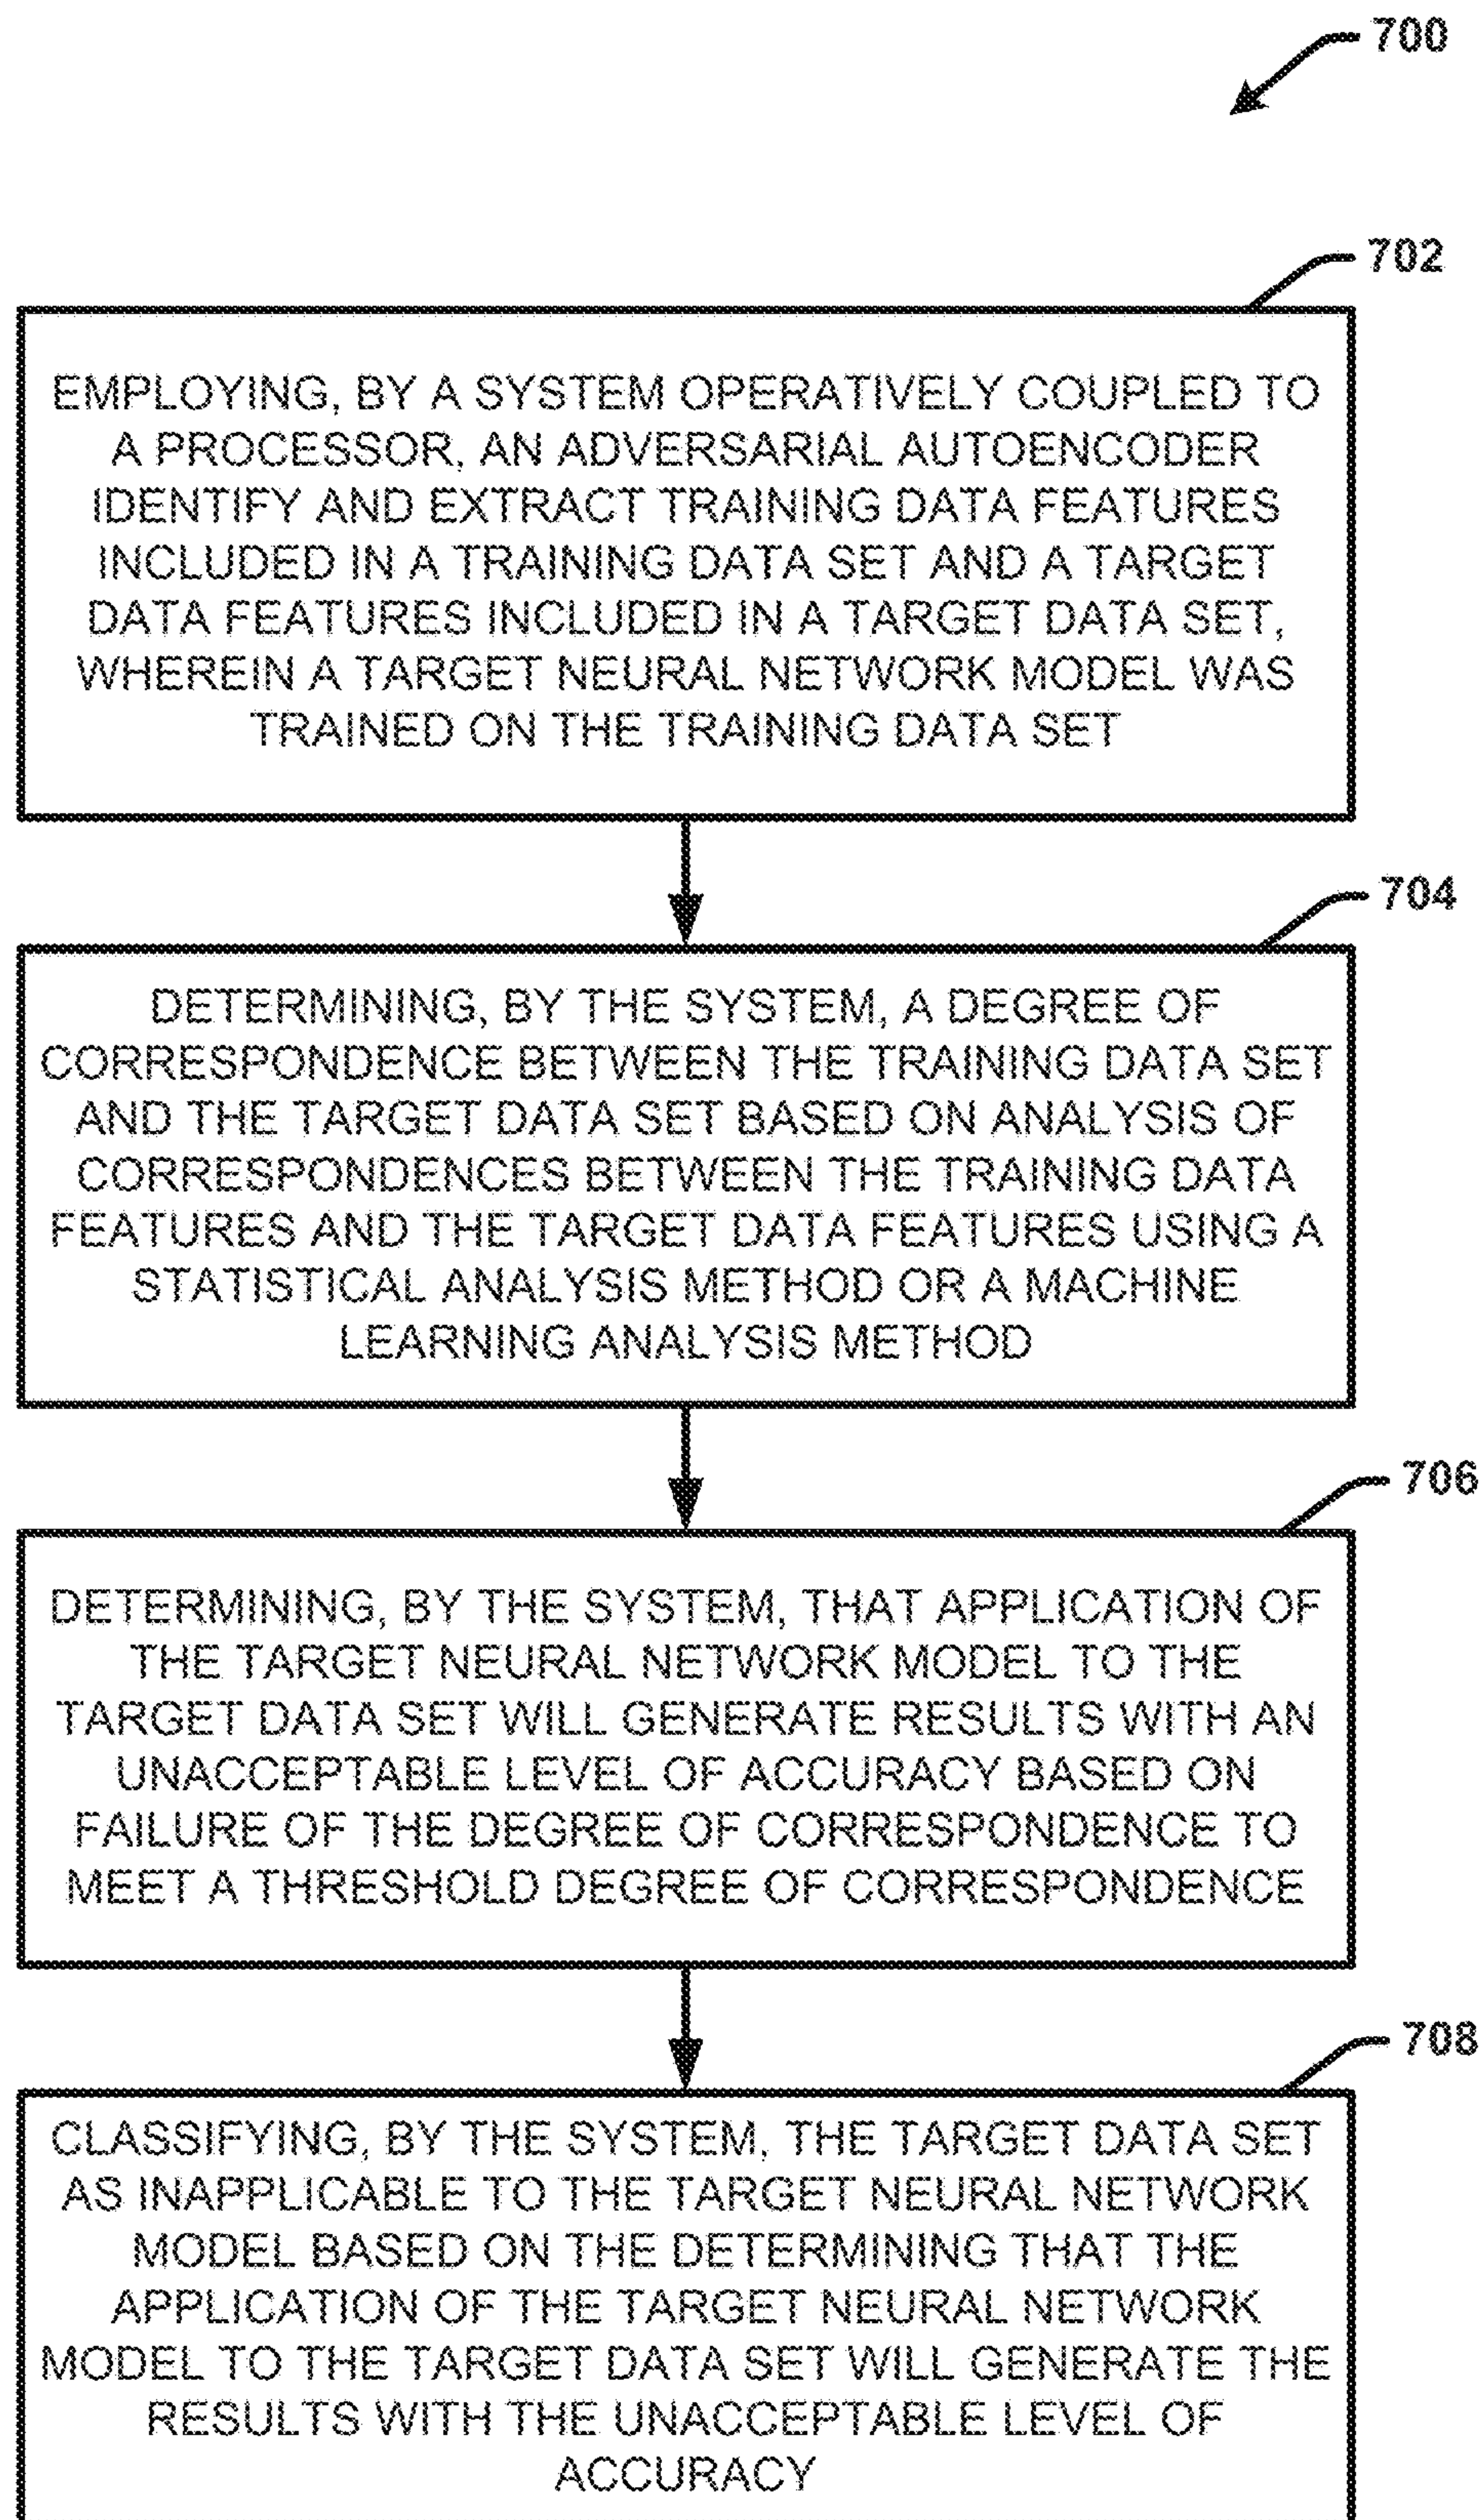 700
702
EMPLOYING, BY A SYSTEM OPERATIVELY COUPLED TO
A PROCESSOR, AN ADVERSARIAL AUTOENCODER
IDENTIFY AND EXTRACT TRAINING DATA FEATURES
INCLUDED IN A TRAINING DATA SET AND A TARGET
DATA FEATURES INCLUDED IN A TARGET DATA SET,
WHEREIN A TARGET NEURAL NETWORK MODEL WAS
TRAINED ON THE TRAINING DATA SET
704
DETERMINING, BY THE SYSTEM, A DEGREE OF
CORRESPONDENCE BETWEEN THE TRAINING DATA SET
AND THE TARGET DATA SET BASED ON ANALYSIS OF
CORRESPONDENCES BETWEEN THE TRAINING DATA
FEATURES AND THE TARGET DATA FEATURES USING A
STATISTICAL ANALYSIS METHOD OR A MACHINE
LEARNING ANALYSIS METHOD
706
DETERMINING, BY THE SYSTEM, THAT APPLICATION OF
THE TARGET NEURAL NETWORK MODEL TO THE
TARGET DATA SET WILL GENERATE RESULTS WITH AN
UNACCEPTABLE LEVEL OF ACCURACY BASED ON
FAILURE OF THE DEGREE OF CORRESPONDENCE TO
MEET A THRESHOLD DEGREE OF CORRESPONDENCE
708
CLASSIFYING, BY THE SYSTEM, THE TARGET DATA SET
AS INAPPLICABLE TO THE TARGET NEURAL NETWORK
MODEL BASED ON THE DETERMINING THAT THE
APPLICATION OF THE TARGET NEURAL NETWORK
MODEL TO THE TARGET DATA SET WILL GENERATE THE
RESULTS WITH THE UNACCEPTABLE LEVEL OF
ACCURACY